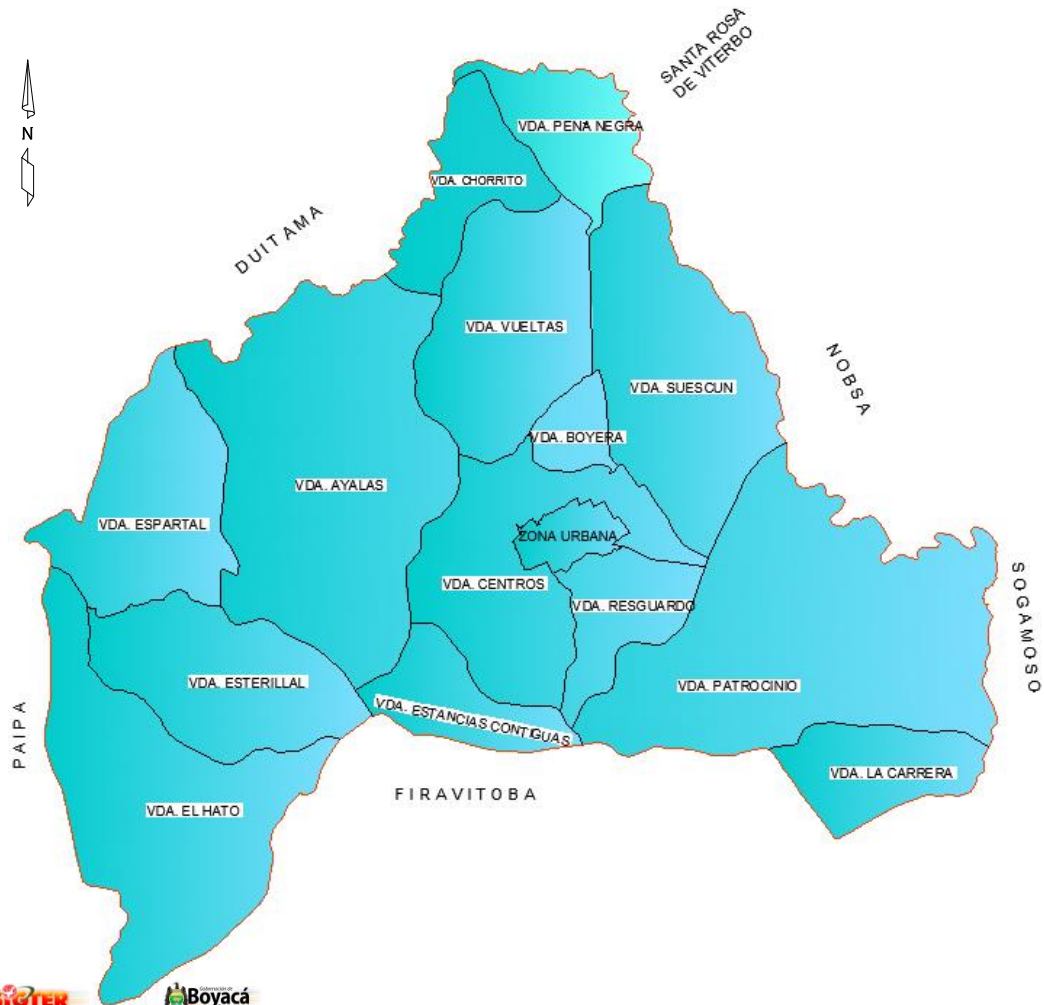 SANTA ROSA
DE VITERBO
N
VDA. PENA NEGRA
VDA. CHORRITO
DUITAMA
VDA. VUELTAS
NOBSA
VDA. SUESCUN
VDA. BOYERA
VDA. AYALAS
VDA. ESPARTAL
ZONA URBANA
VDA. CENTROS
VDA. RESGUARDO
SOGAMOSO
VDA. ESTERILLAL
VDA. PATROCINIO
VDA. ESTANCIAS CONTIGUAS
PAIPA
VDA. LA CARRERA
FIRAVITOBA
VDA. EL HATO
Gobernación de
Boyacá